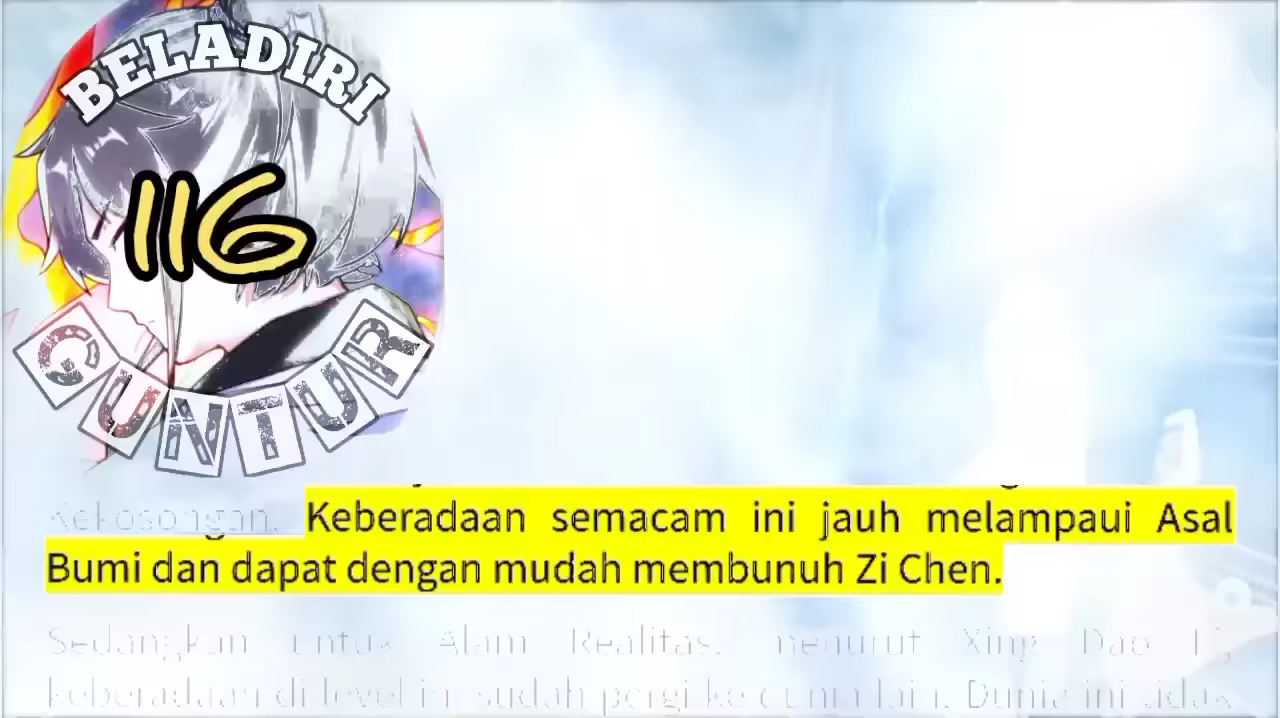 BELADIRI
116
GUNTUR
Kekosongan. Keberadaan semacam ini jauh melampaui Asal
Bumi dan dapat dengan mudah membunuh Zi Chen.
Sedangkan untuk Alam Realitas, menurut Xing Dao
keberadaan di level ini sudah pergi ke dunia lain. Dunia ini tidak